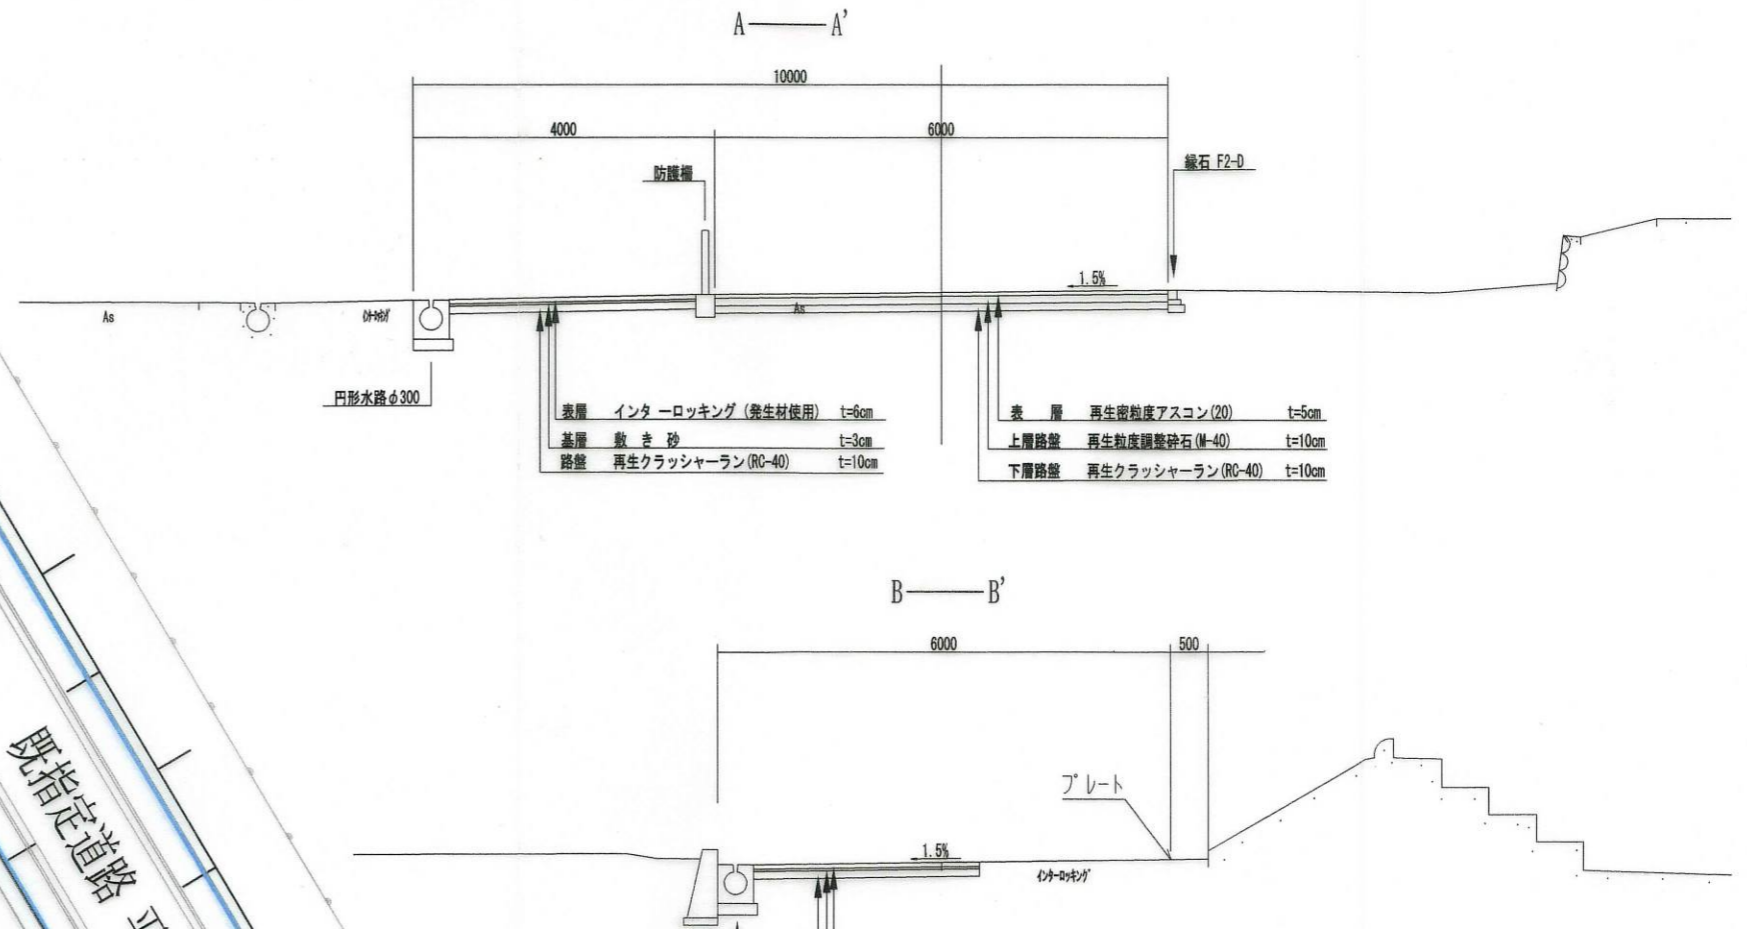 A A'
10000
4000
6000
防護柵
縁石 F2-D
1.5%
As
As
円形水路φ300
表層 インターロッキング (発生材使用) t=6cm
基層 敷き砂 t=3cm
路盤 再生クラッシャーラン(RC-40) t=10cm
表 層 再生密粒度アスコン(20) t=5cm
上層路盤 再生粒度調整砕石(M-40) t=10cm
下層路盤 再生クラッシャーラン(RC-40) t=10cm
B B'
6000
500
プレート
1.5%
インターロッキング
既指定道路